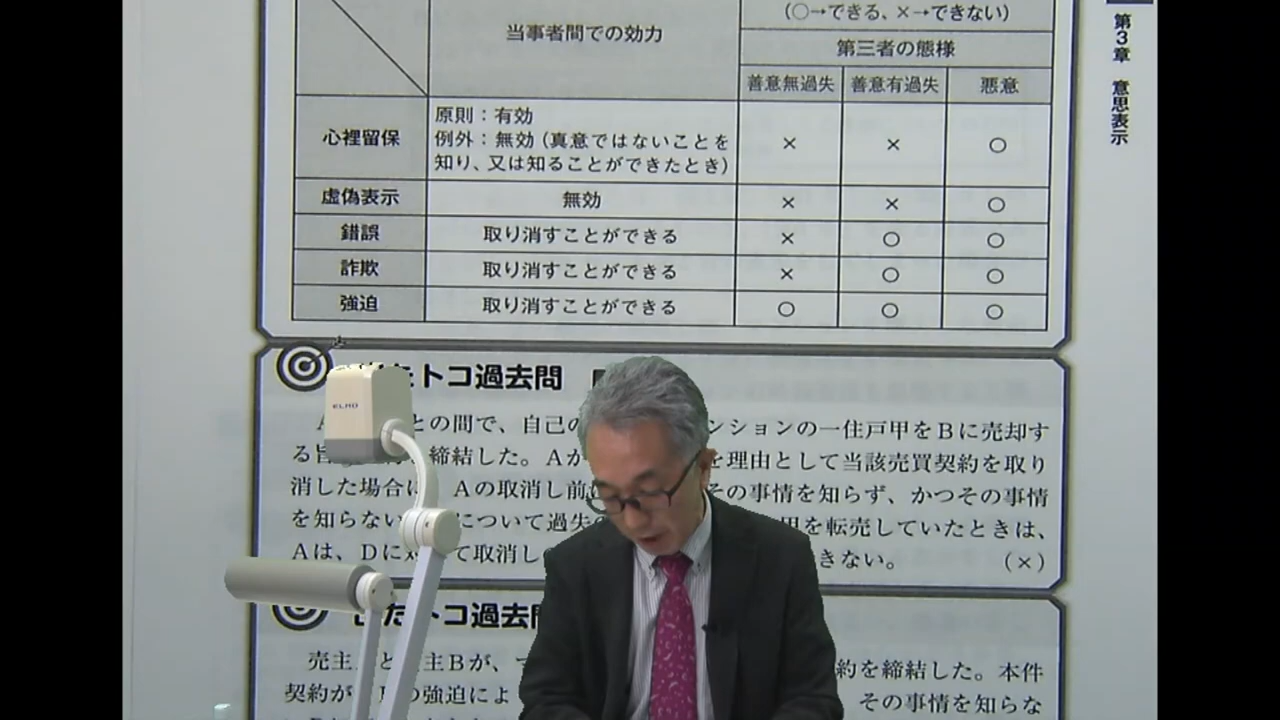 (○→できる、×→できない)
当事者間での効力
第三者の態様
善意無過失 善意有過失 悪意
心裡留保 原則：有効
例外：無効（真意ではないことを
知り、又は知ることができたとき） × × ○
虚偽表示 無効 × × ○
錯誤 取り消すことができる × ○ ○
詐欺 取り消すことができる × ○ ○
強迫 取り消すことができる ○ ○ ○
第3章 意思表示
トコ過去問
ELMO
との間で、自己の ンションの一住戸甲をBに売却す
る旨 締結した。Aが を理由として当該売買契約を取り
消した場合に Aの取消し前に その事情を知らず、かつその事情
を知らない について過失の 甲を転売していたときは、
Aは、Dに対 て取消し きない。 (×)
トコ過去問
売主 と 主Bが、 約を締結した。本件
契約が の強迫によ その事情を知らな